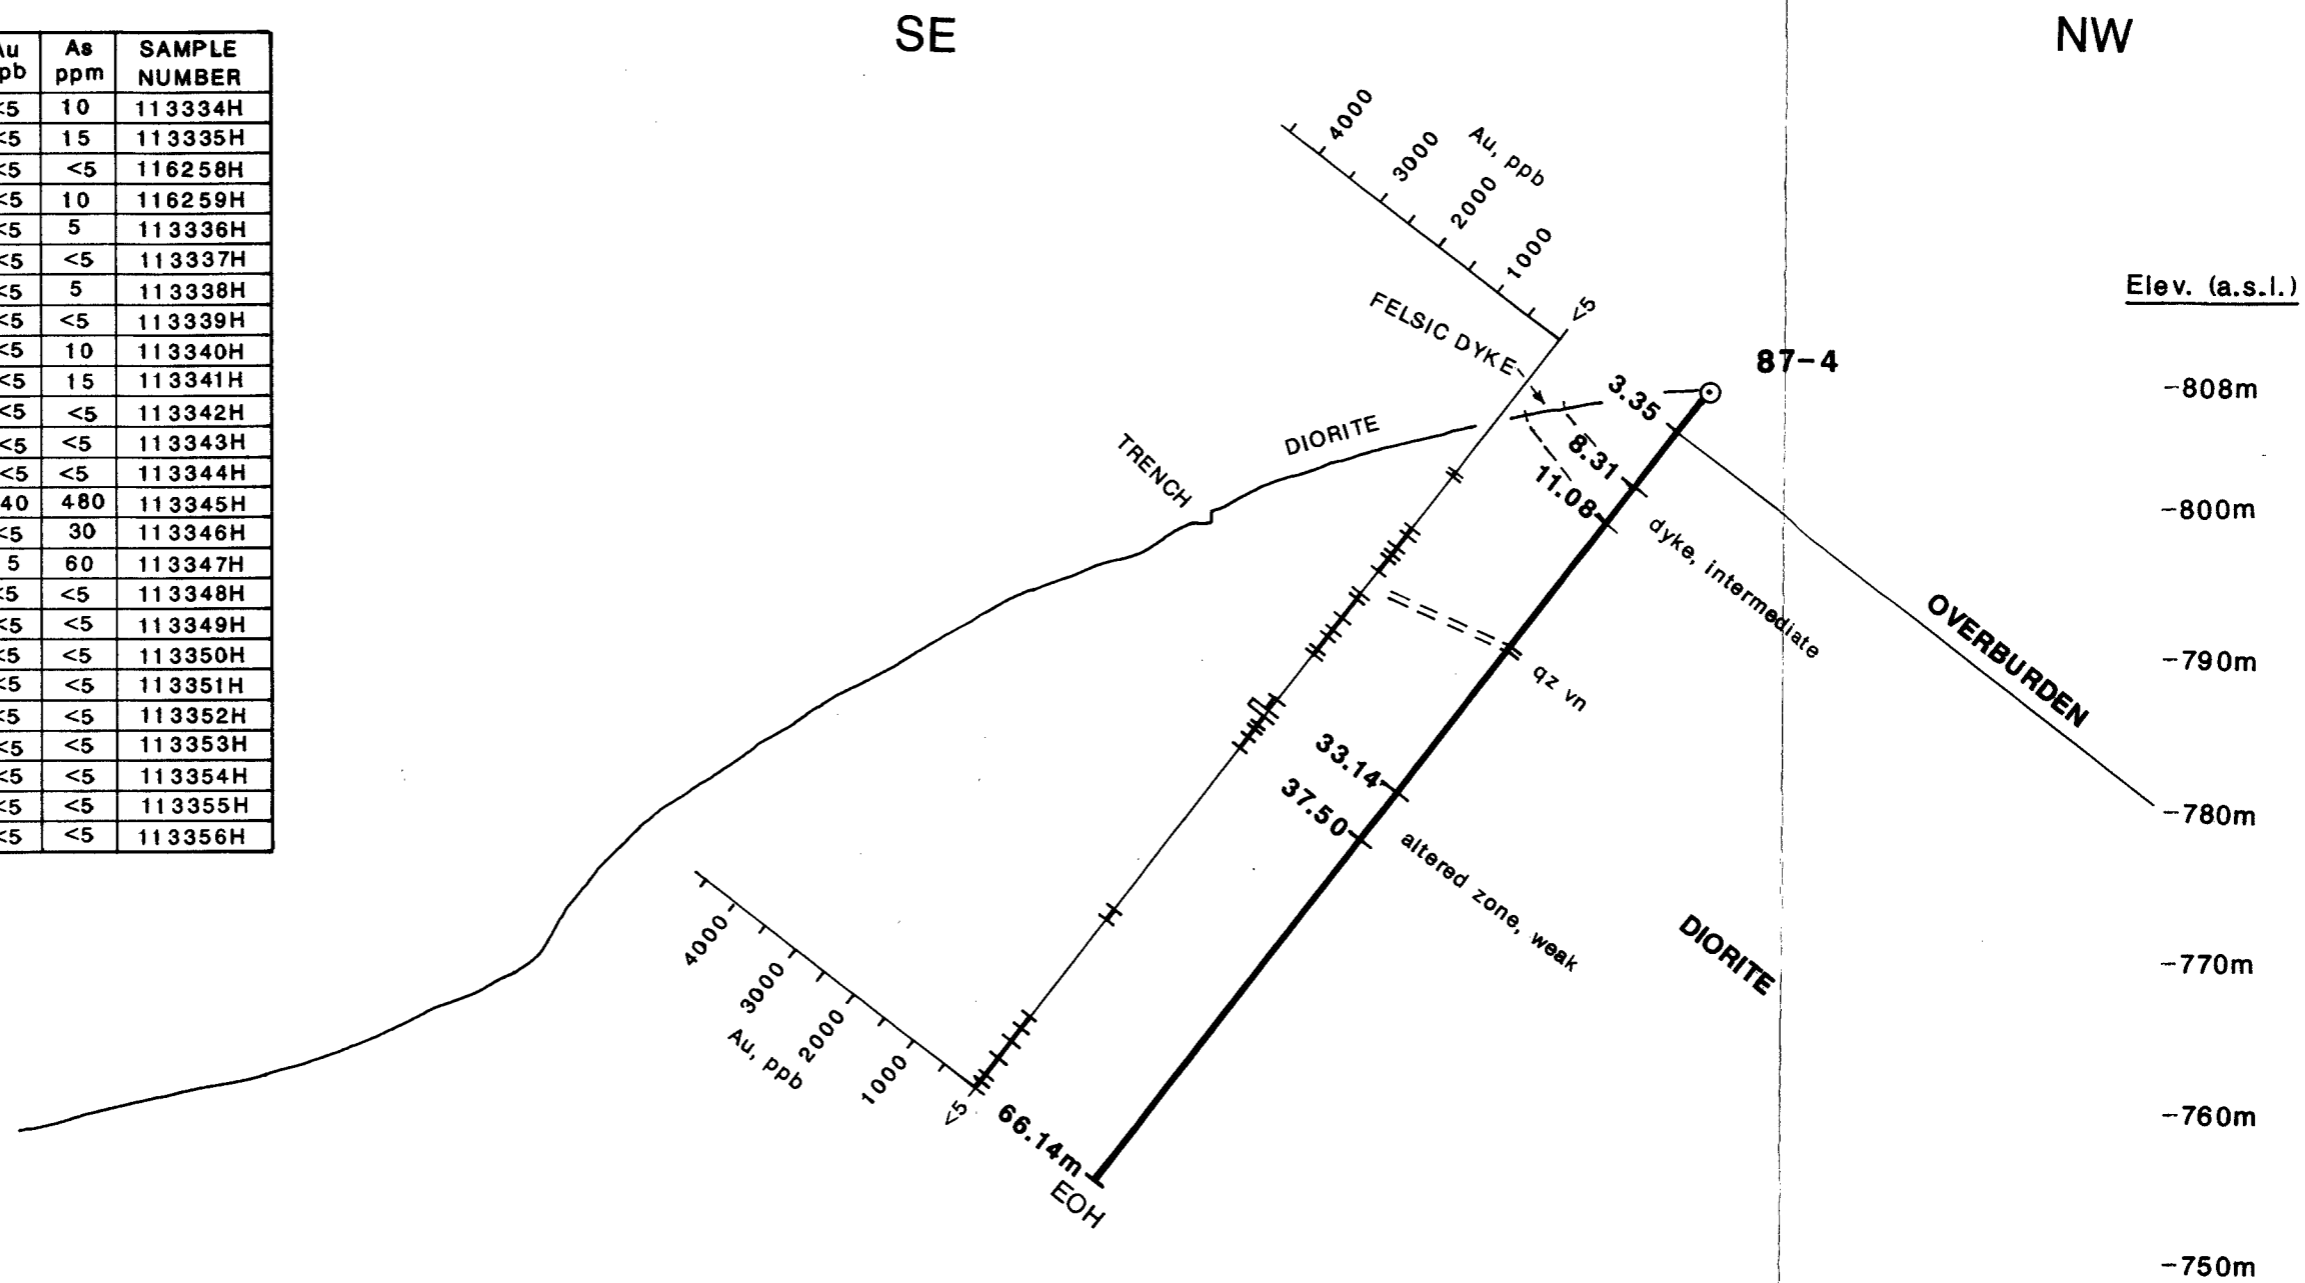 SE
NW
Au As SAMPLE
ppb ppm NUMBER
<5 10 113334H
<5 15 113335H
<5 <5 116258H
<5 10 116259H
<5 5 113336H
<5 <5 113337H
<5 5 113338H
<5 <5 113339H
<5 10 113340H
<5 15 113341H
<5 <5 113342H
<5 <5 113343H
<5 <5 113344H
40 480 113345H
<5 30 113346H
5 60 113347H
<5 <5 113348H
<5 <5 113349H
<5 <5 113350H
<5 <5 113351H
<5 <5 113352H
<5 <5 113353H
<5 <5 113354H
<5 <5 113355H
<5 <5 113356H
4000
3000
2000
1000
<5
Au, ppb
FELSIC DYKE
87-4
3.35
8.31
11.08
DIORITE
TRENCH
dyke, intermediate
OVERBURDEN
qz vn
33.14
37.50
altered zone, weak
DIORITE
4000
3000
2000
1000
<5
Au, ppb
66.14m
EOH
Elev. (a.s.l.)
-808m
-800m
-790m
-780m
-770m
-760m
-750m